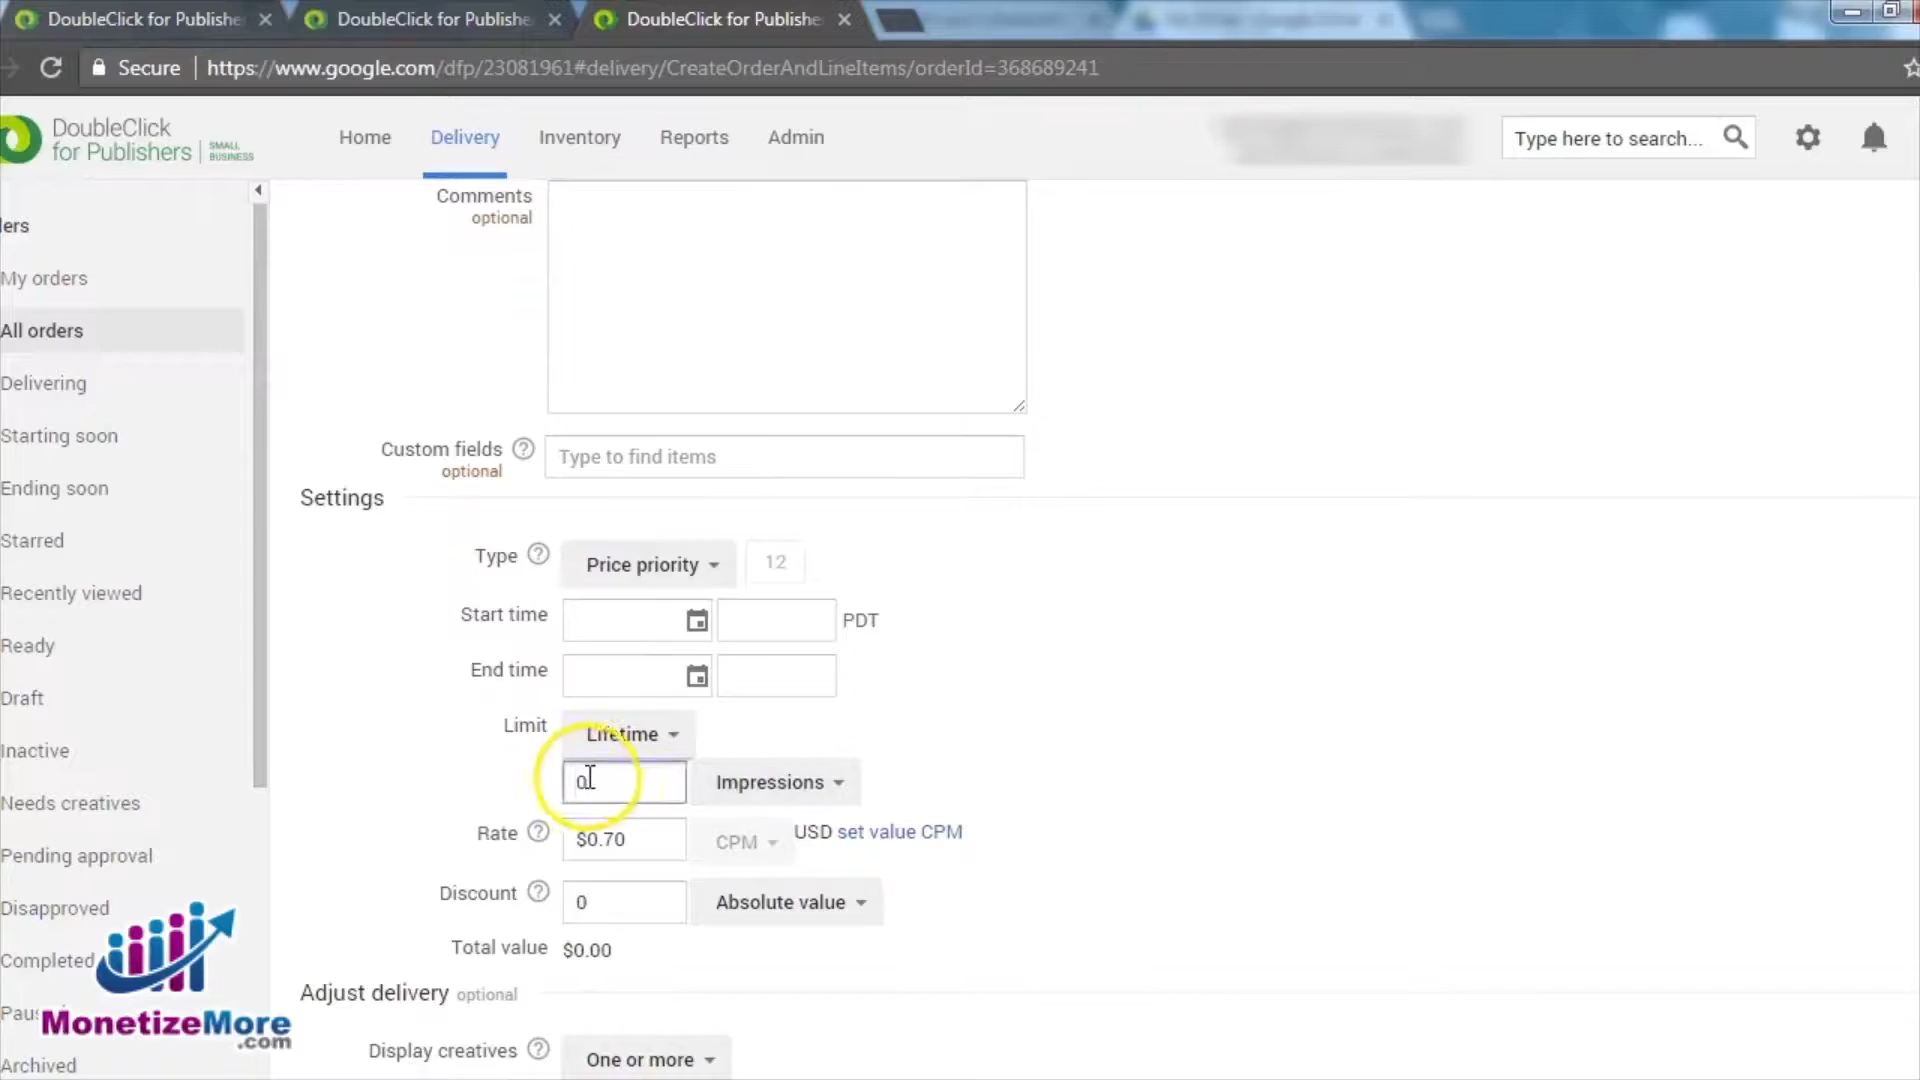 DoubleClick for Publishe
DoubleClick for Publishe
DoubleClick for Publishe
Secure
https://www.google.com/dfp/23081961#delivery/CreateOrderAndLineItems/orderId=368689241
DoubleClick
for Publishers
SMALL
BUSINESS
Home
Delivery
Inventory
Reports
Admin
Type here to search...
ders
My orders
All orders
Delivering
Starting soon
Ending soon
Starred
Recently viewed
Ready
Draft
Inactive
Needs creatives
Pending approval
Disapproved
Completed
Pau
Archived
Comments
optional
Custom fields
optional
Type to find items
Settings
Type
Price priority
12
Start time
PDT
End time
Limit
Lifetime
0
Impressions
Rate
$0.70
CPM
USD set value CPM
Discount
0
Absolute value
Total value
$0.00
Adjust delivery optional
Display creatives
One or more
MonetizeMore
.com